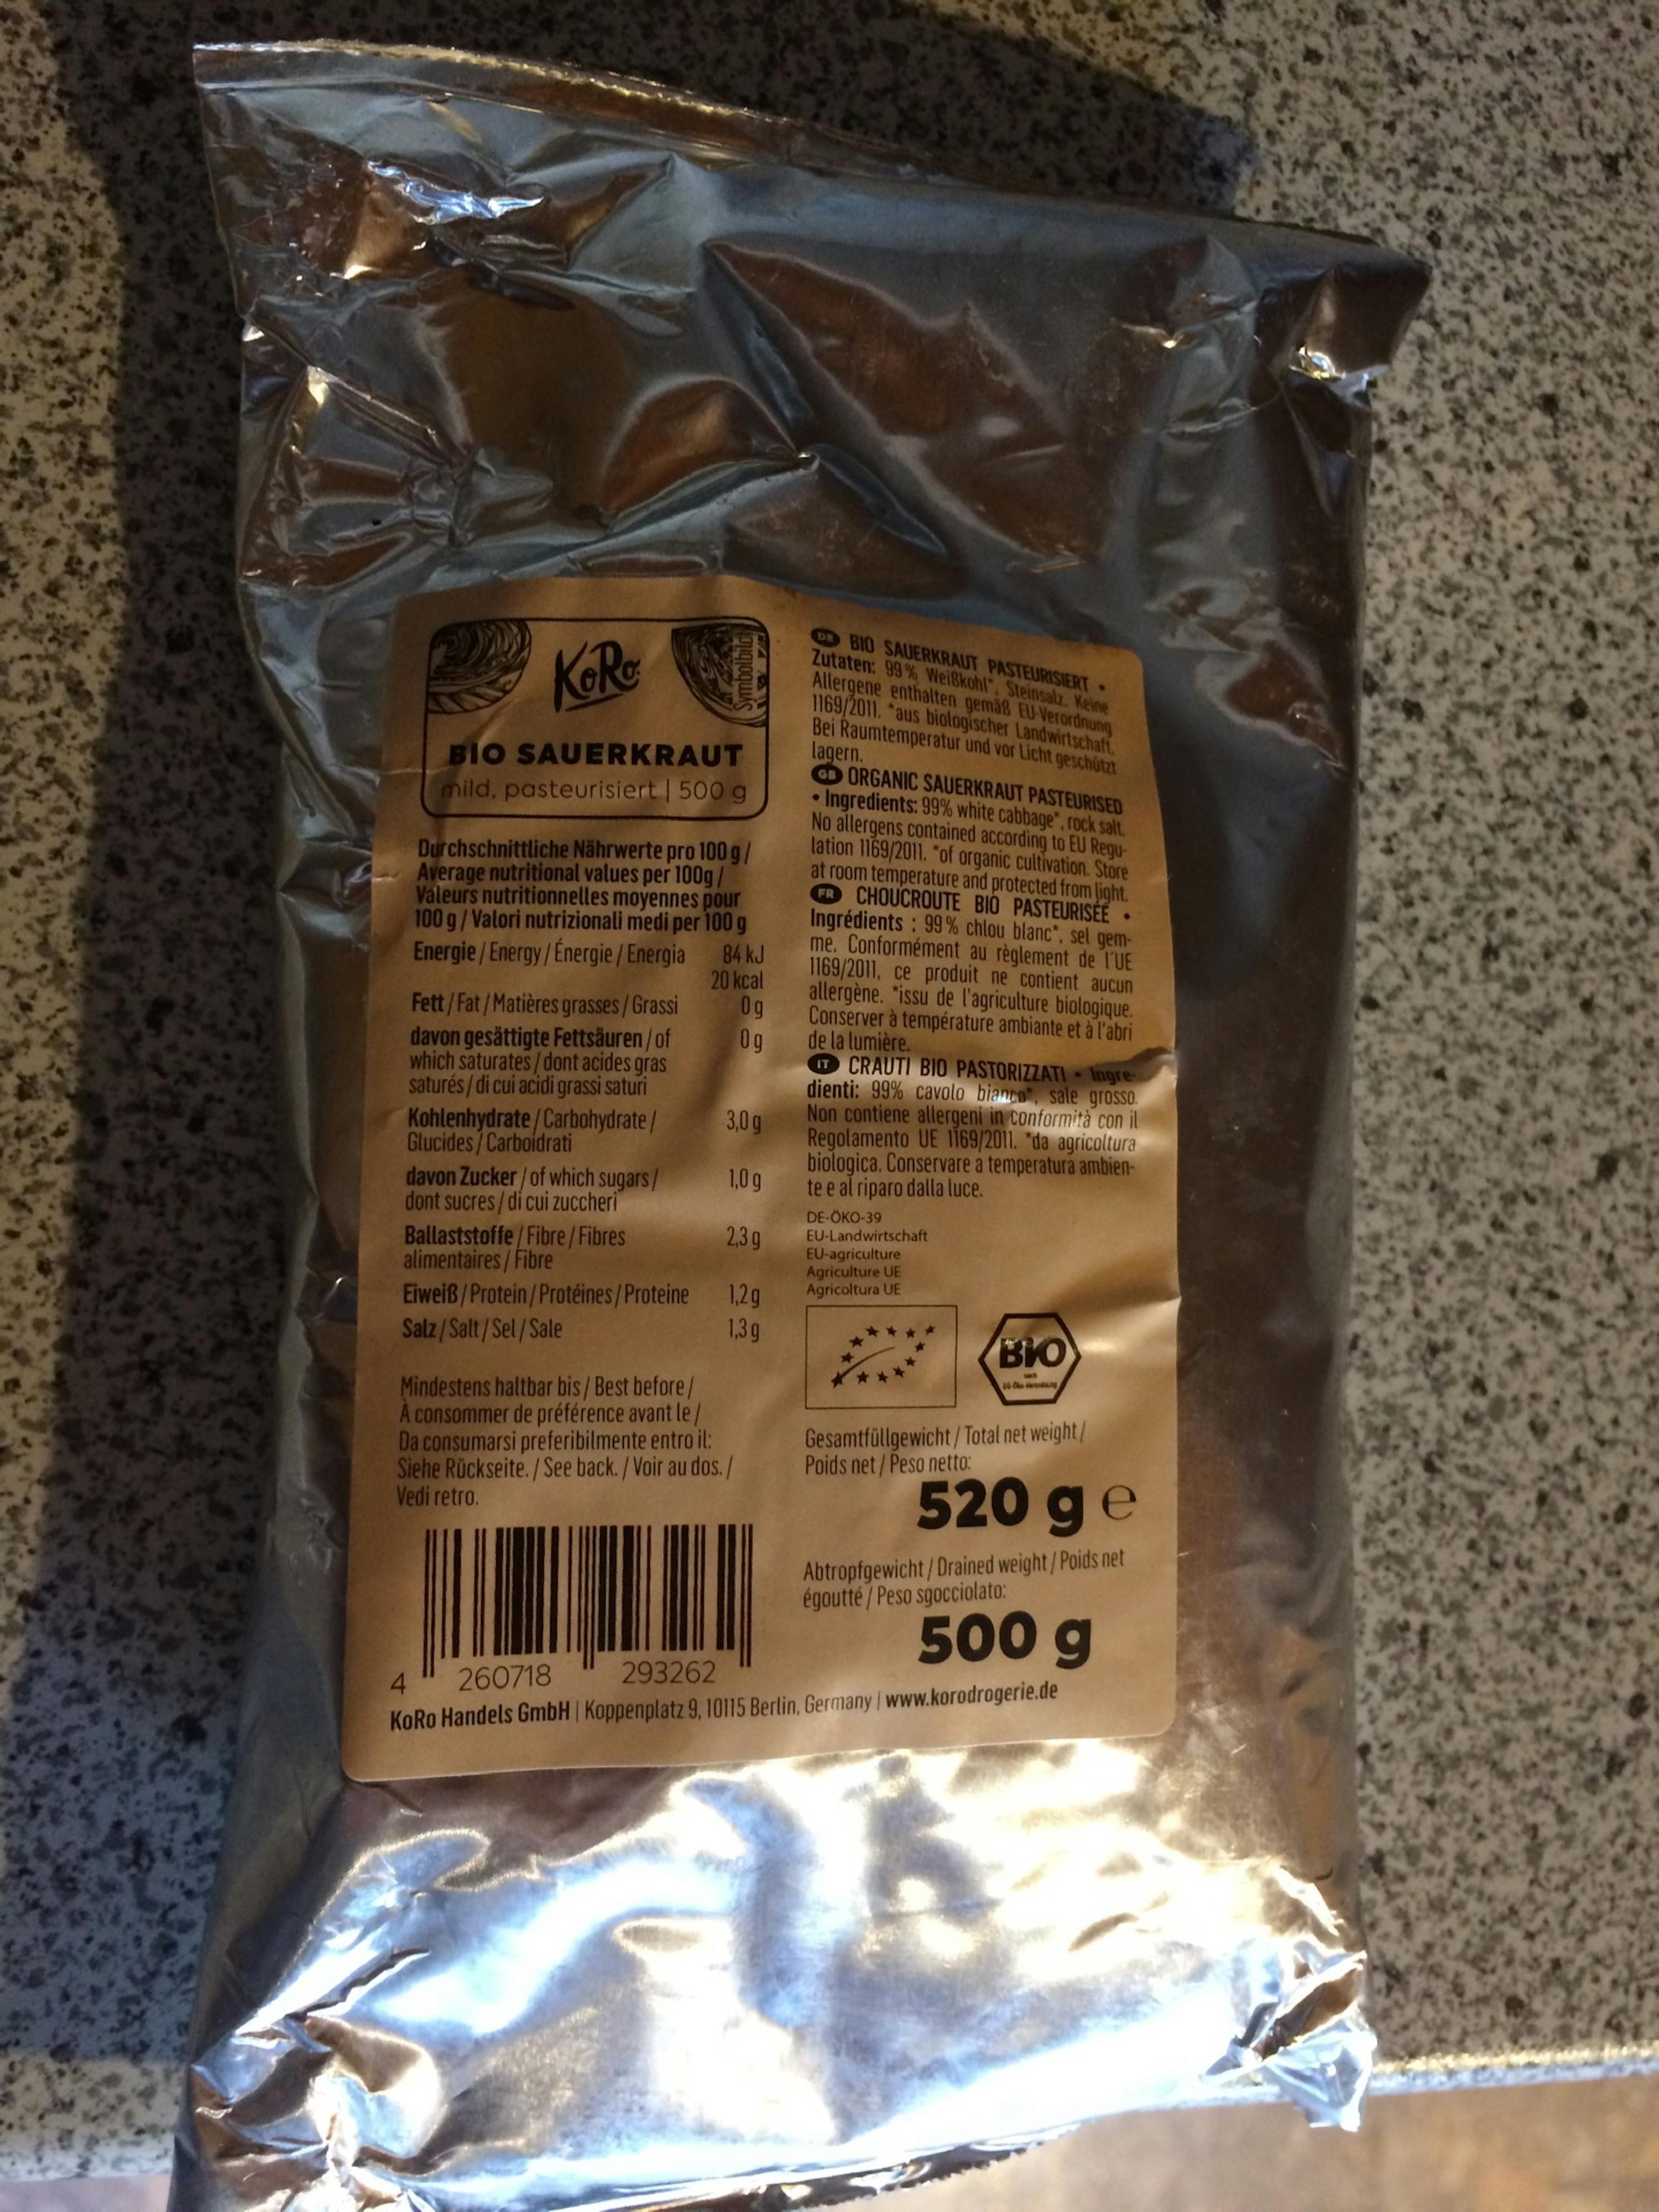 KoRo
Symbolbild
BIO SAUERKRAUT
mild, pasteurisiert | 500 g
Durchschnittliche Nährwerte pro 100 g /
Average nutritional values per 100g /
Valeurs nutritionnelles moyennes pour
100 g / Valori nutrizionali medi per 100 g
Energie / Energy / Énergie / Energia 84 kJ
20 kcal
Fett / Fat / Matières grasses / Grassi 0 g
davon gesättigte Fettsäuren / of 0 g
which saturates / dont acides gras
saturés / di cui acidi grassi saturi
Kohlenhydrate / Carbohydrate / 3,0 g
Glucides / Carboidrati
davon Zucker / of which sugars / 1,0 g
dont sucres / di cui zuccheri
Ballaststoffe / Fibre / Fibres 2,3 g
alimentaires / Fibre
Eiweiß / Protein / Protéines / Proteine 1,2 g
Salz / Salt / Sel / Sale 1,3 g
Mindestens haltbar bis / Best before /
À consommer de préférence avant le /
Da consumarsi preferibilmente entro il:
Siehe Rückseite. / See back. / Voir au dos. /
Vedi retro.
4 260718 293262
DE BIO SAUERKRAUT PASTEURISIERT •
Zutaten: 99 % Weißkohl*, Steinsalz. Keine
Allergene enthalten gemäß EU-Verordnung
1169/2011. *aus biologischer Landwirtschaft.
Bei Raumtemperatur und vor Licht geschützt
lagern.
GB ORGANIC SAUERKRAUT PASTEURISED
• Ingredients: 99% white cabbage*, rock salt.
No allergens contained according to EU Regu-
lation 1169/2011. *of organic cultivation. Store
at room temperature and protected from light.
FR CHOUCROUTE BIO PASTEURISÉE •
Ingrédients : 99 % chlou blanc*, sel gem-
me. Conformément au règlement de l'UE
1169/2011, ce produit ne contient aucun
allergène. *issu de l'agriculture biologique.
Conserver à température ambiante et à l'abri
de la lumière.
IT CRAUTI BIO PASTORIZZATI • Ingre-
dienti: 99% cavolo bianco*, sale grosso.
Non contiene allergeni in conformità con il
Regolamento UE 1169/2011. *da agricoltura
biologica. Conservare a temperatura ambien-
te e al riparo dalla luce.
DE-ÖKO-39
EU-Landwirtschaft
EU-agriculture
Agriculture UE
Agricoltura UE
BIO
nach
EG-Öko-Verordnung
Gesamtfüllgewicht / Total net weight /
Poids net / Peso netto:
520 g e
Abtropfgewicht / Drained weight / Poids net
égoutté / Peso sgocciolato:
500 g
KoRo Handels GmbH | Koppenplatz 9, 10115 Berlin, Germany | www.korodrogerie.de